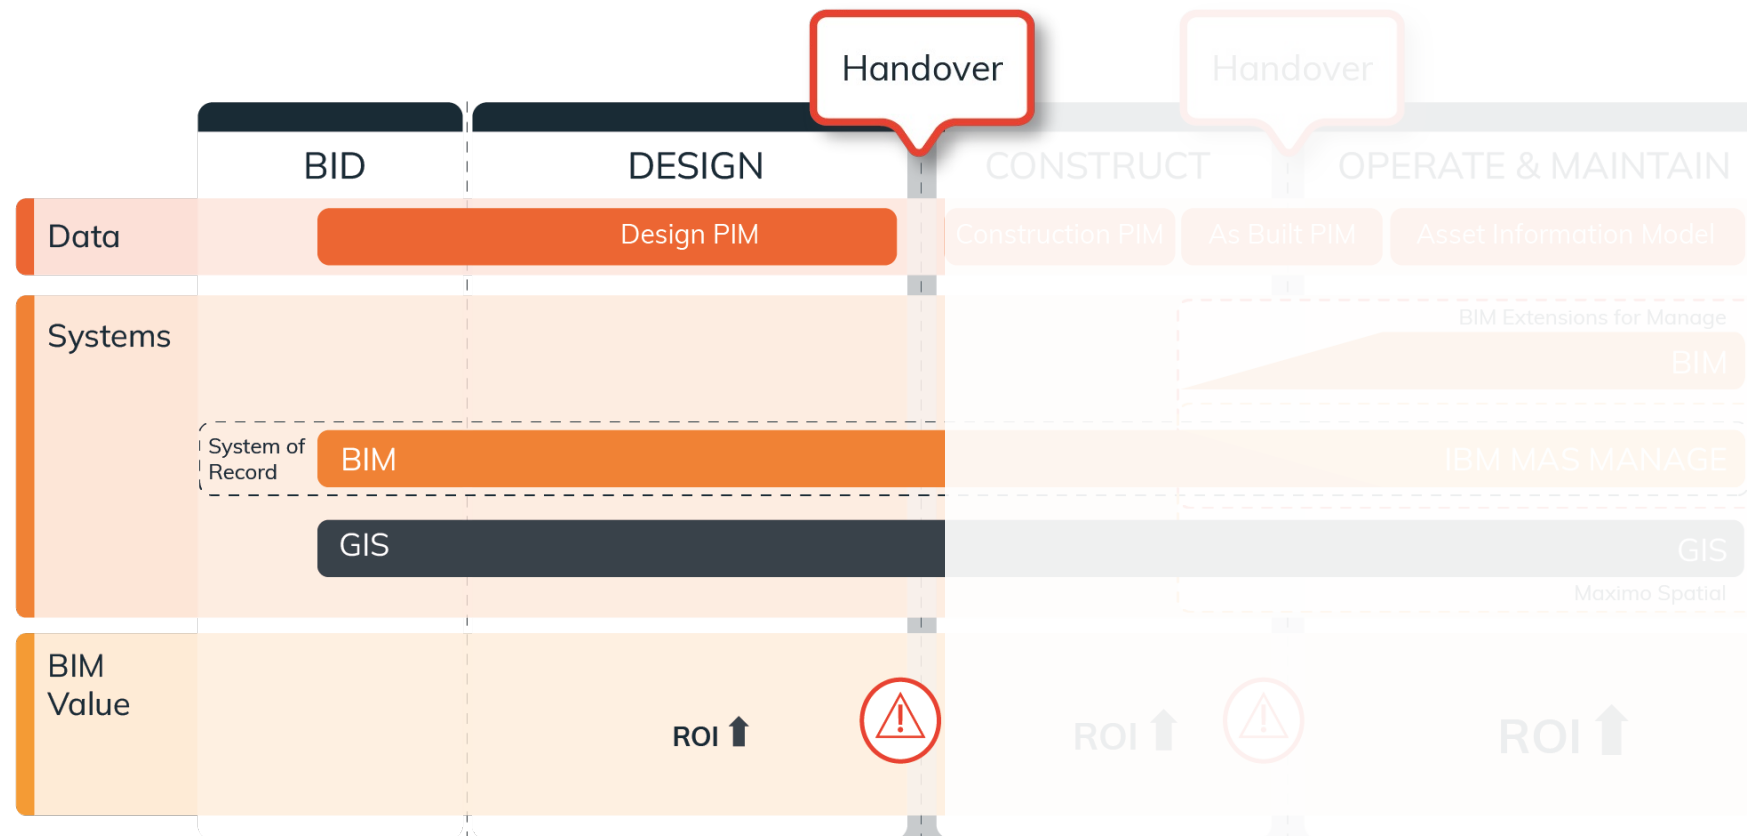 Handover
Handover
BID
DESIGN
CONSTRUCT
OPERATE & MAINTAIN
Data
Design PIM
Construction PIM
As Built PIM
Asset Information Model
Systems
BIM Extensions for Manage
BIM
System of
Record
BIM
IBM MAS MANAGE
GIS
GIS
Maximo Spatial
BIM
Value
ROI
ROI
ROI